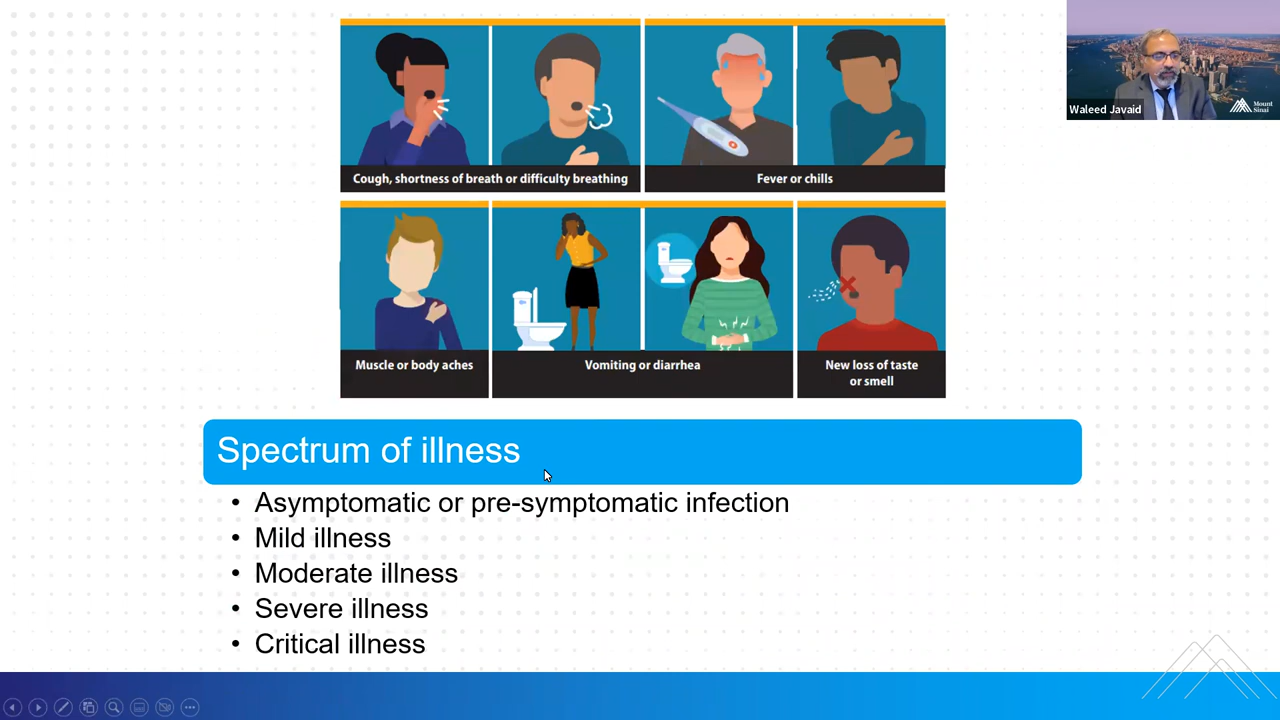 Waleed Javaid
Mount
Sinai
Cough, shortness of breath or difficulty breathing
Fever or chills
Muscle or body aches
Vomiting or diarrhea
New loss of taste
or smell
Spectrum of illness
• Asymptomatic or pre-symptomatic infection
• Mild illness
• Moderate illness
• Severe illness
• Critical illness